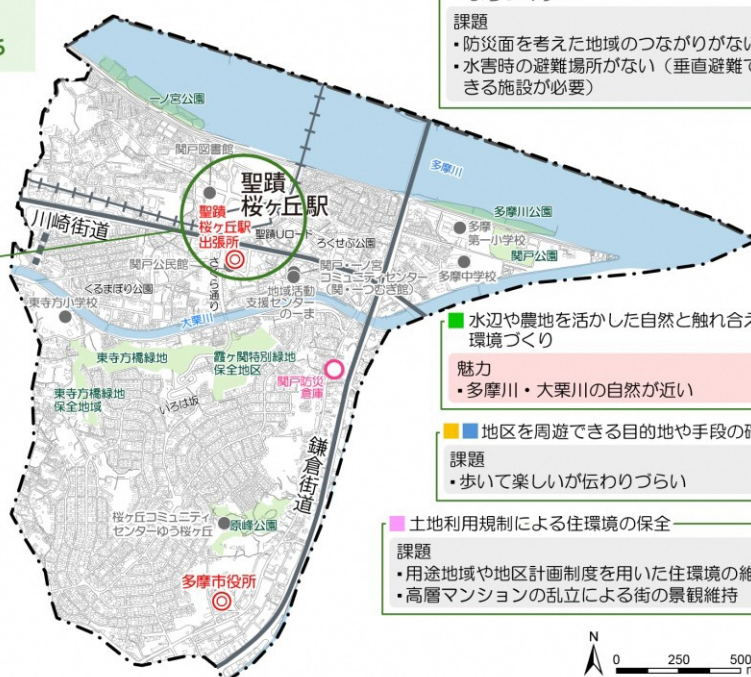 課題
・防災面を考えた地域のつながりがない
・水害時の避難場所がない（垂直避難で
きる施設が必要）
一ノ宮公園
関戸図書館
多摩川
聖蹟
桜ヶ丘駅
川崎街道
聖蹟
桜ヶ丘駅
出張所
聖蹟Uロード
ろくせぶ公園
多摩川公園
多摩
第一小学校
関戸公園
関戸公民館
さくら通り
関戸・一ノ宮
コミュニティセンター
（関・一つむぎ館）
多摩中学校
くるまぼり公園
地域活動
支援センター
のーま
東寺方小学校
大栗川
水辺や農地を活かした自然と触れ合え
環境づくり
魅力
・多摩川・大栗川の自然が近い
東寺方橋緑地
霞ヶ関特別緑地
保全地区
関戸防災
倉庫
東寺方橋緑地
保全地域
いろは坂
地区を周遊できる目的地や手段の
課題
・歩いて楽しいが伝わりづらい
鎌倉街道
桜ヶ丘コミュニティ
センターゆう桜ヶ丘
原峰公園
土地利用規制による住環境の保全
課題
・用途地域や地区計画制度を用いた住環境の維
・高層マンションの乱立による街の景観維持
多摩市役所
N
0 250 500
m